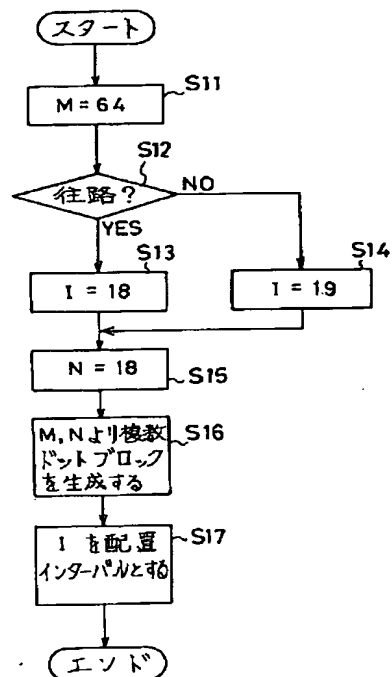 スタート
S11
M=64
S12
往路?
NO
YES
S13
S14
I = 18
I = 19
N = 18
S15
M,Nより複数
ドットブロック
を生成する
S16
S17
I を配置
インターバルとする
エンド